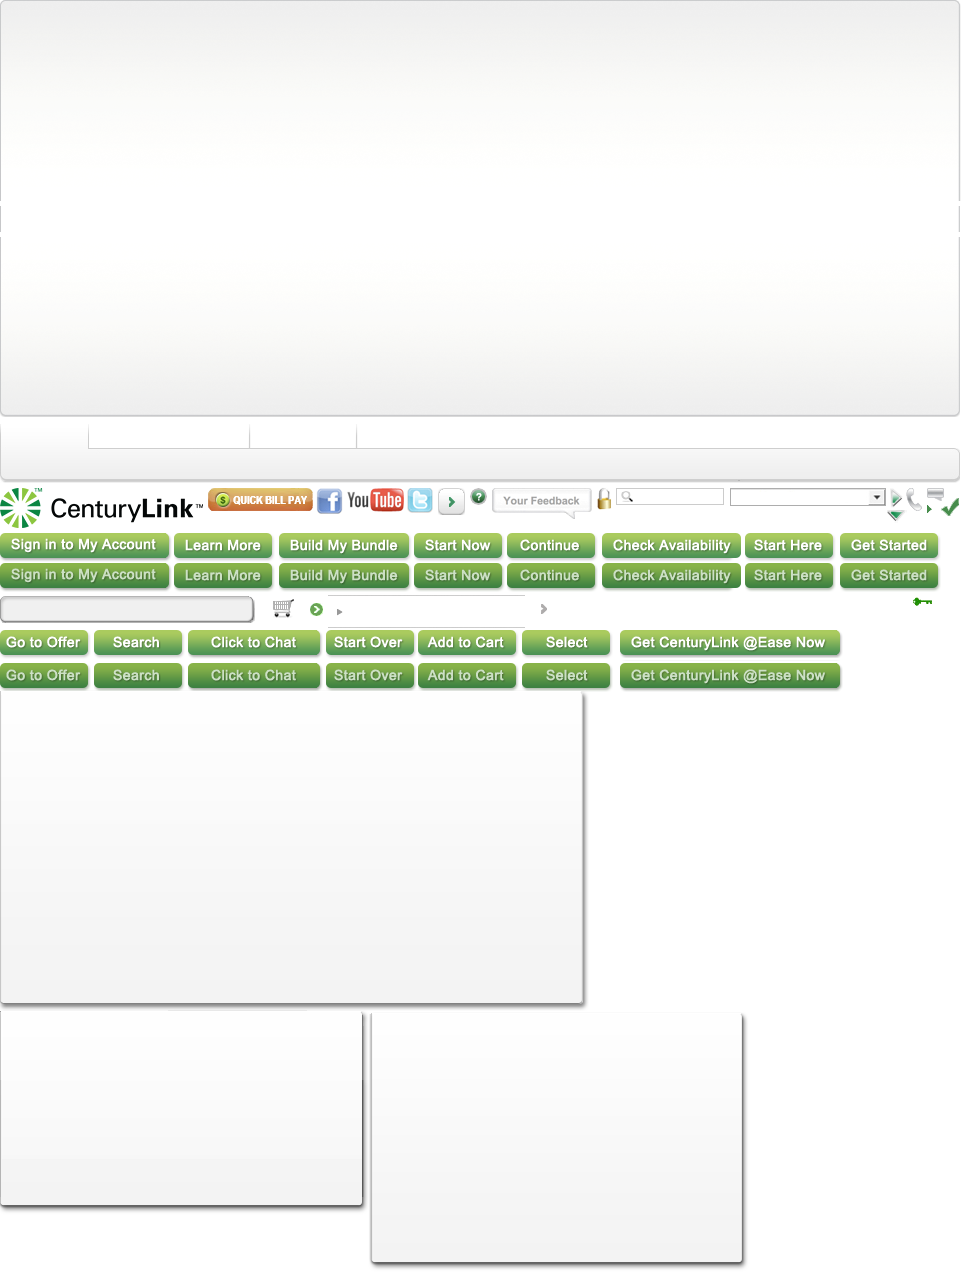 CenturyLink™ QUICK BILL PAY f You Tube t ? Your Feedback
Sign in to My Account Learn More Build My Bundle Start Now Continue Check Availability Start Here Get Started
Sign in to My Account Learn More Build My Bundle Start Now Continue Check Availability Start Here Get Started
Go to Offer Search Click to Chat Start Over Add to Cart Select Get CenturyLink @Ease Now
Go to Offer Search Click to Chat Start Over Add to Cart Select Get CenturyLink @Ease Now